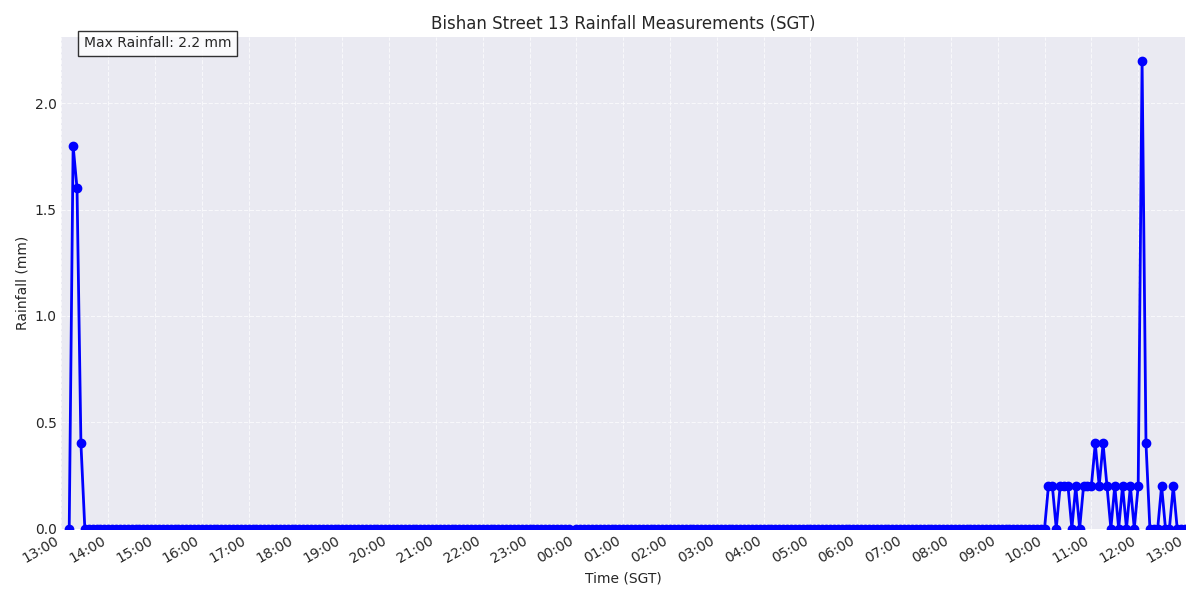 Bishan Street 13 Rainfall Measurements (SGT)
Max Rainfall: 2.2 mm
Rainfall (mm)
2.0
1.5
1.0
0.5
0.0
13:00 14:00 15:00 16:00 17:00 18:00 19:00 20:00 21:00 22:00 23:00 00:00 01:00 02:00 03:00 04:00 05:00 06:00 07:00 08:00 09:00 10:00 11:00 12:00 13:00
Time (SGT)